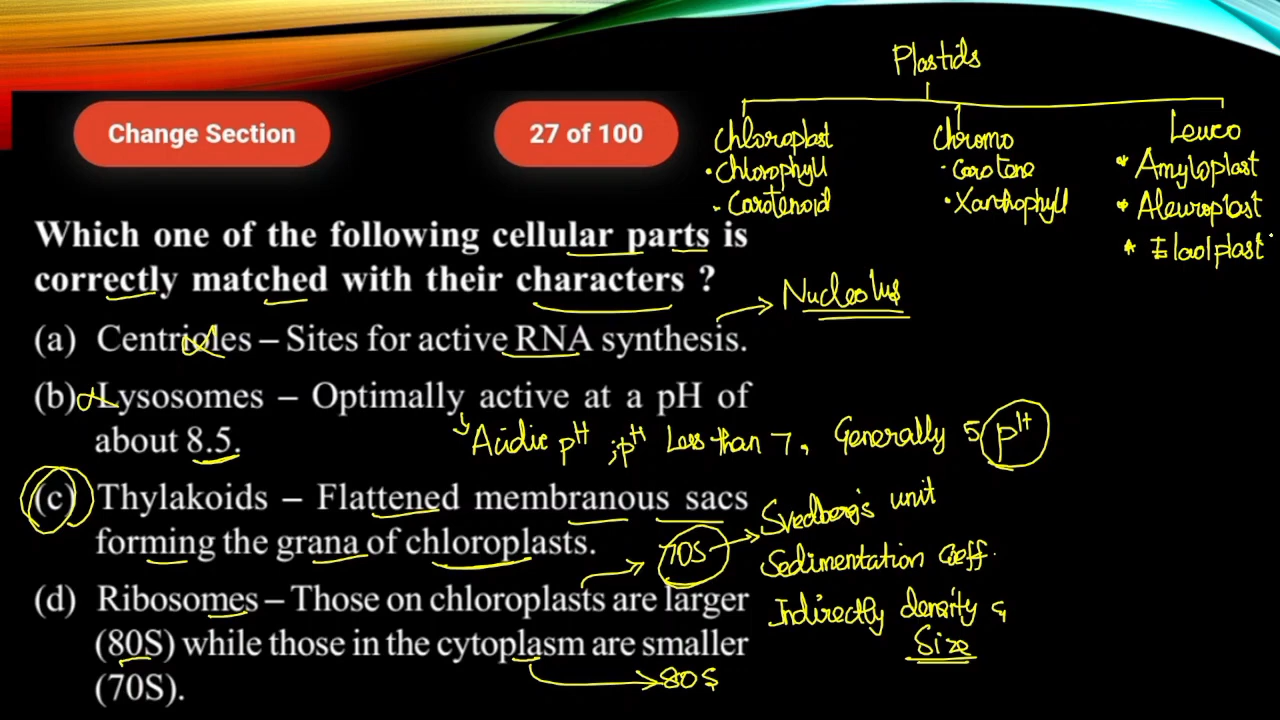 Plastids
Change Section
27 of 100
Chloroplast
• Chlorophyll
- Carotenoid
Chromo
· Carotene
• Xanthophyll
Leuco
* Amyloplast
* Aleuroplast
* Elaolplast
Which one of the following cellular parts is
correctly matched with their characters ?
Nucleolus
(a) Centrioles – Sites for active RNA synthesis.
(b) Lysosomes – Optimally active at a pH of
about 8.5.
Acidic pH ; pH Less than 7, Generally 5 pH
(c) Thylakoids – Flattened membranous sacs
forming the grana of chloroplasts.
70S
Svedberg's unit
Sedimentation coeff.
Indirectly density &
Size
(d) Ribosomes – Those on chloroplasts are larger
(80S) while those in the cytoplasm are smaller
(70S).
80S